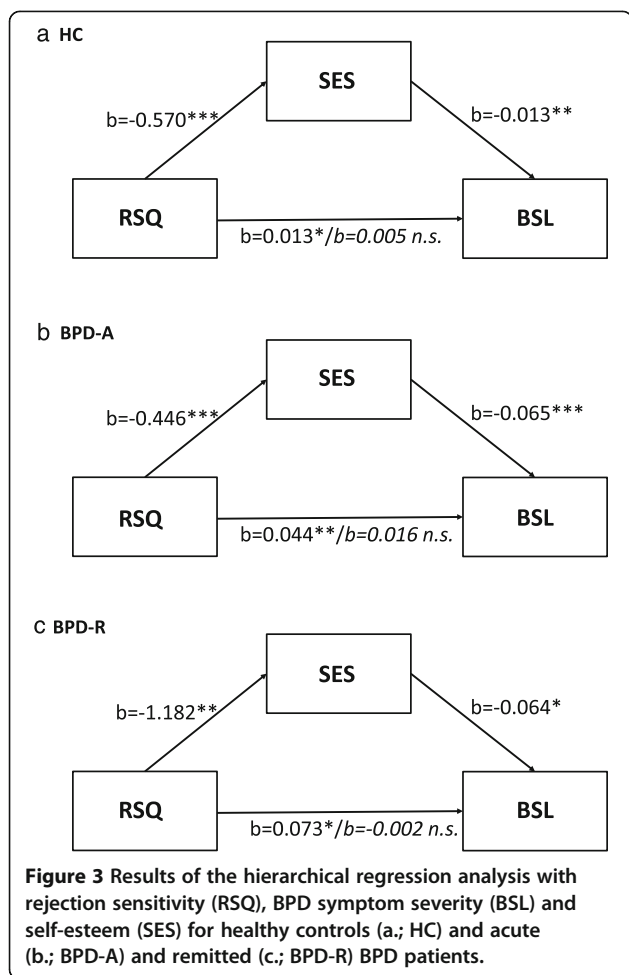 a HC
SES
b=-0.570***
b=-0.013**
RSQ
BSL
b=0.013*/b=0.005 n.s.
b BPD-A
SES
b=-0.446***
b=-0.065***
RSQ
BSL
b=0.044**/b=0.016 n.s.
c BPD-R
SES
b=-1.182**
b=-0.064*
RSQ
BSL
b=0.073*/b=-0.002 n.s.
Figure 3 Results of the hierarchical regression analysis with
rejection sensitivity (RSQ), BPD symptom severity (BSL) and
self-esteem (SES) for healthy controls (a.; HC) and acute
(b.; BPD-A) and remitted (c.; BPD-R) BPD patients.